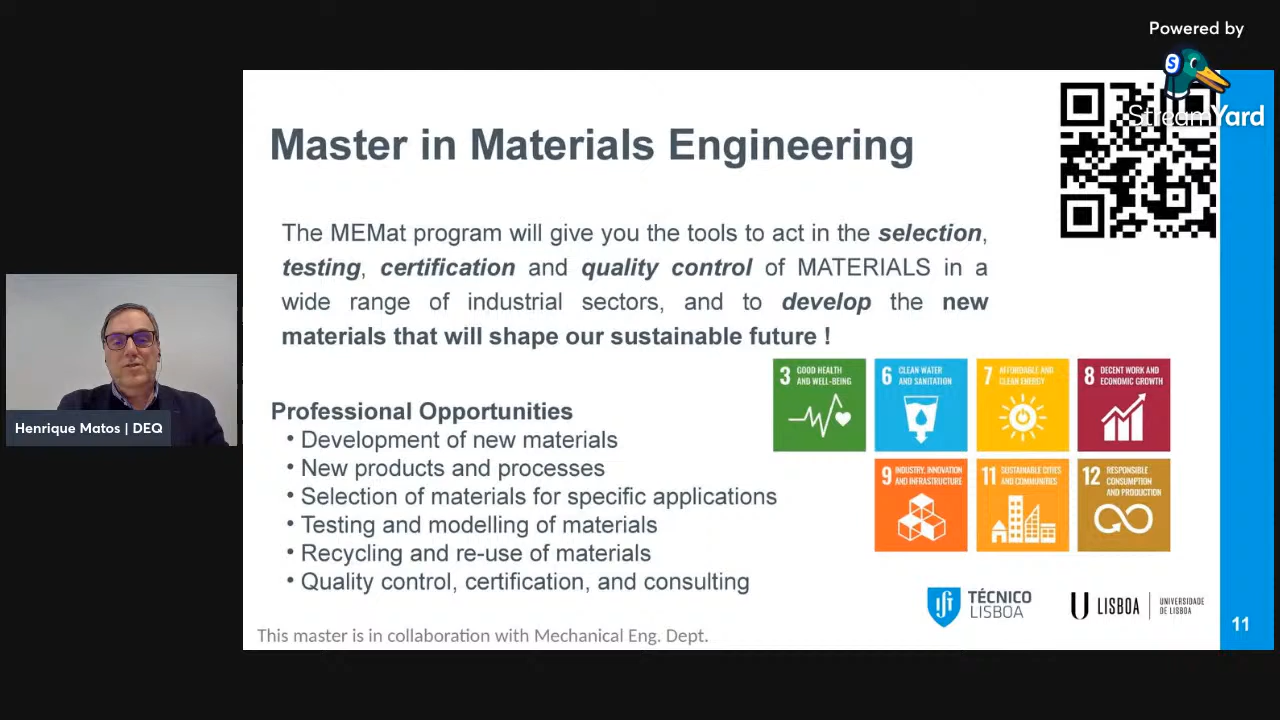 Powered by
StreamYard
Master in Materials Engineering
The MEMat program will give you the tools to act in the selection,
testing, certification and quality control of MATERIALS in a
wide range of industrial sectors, and to develop the new
materials that will shape our sustainable future !
3 GOOD HEALTH
AND WELL-BEING
6 CLEAN WATER
AND SANITATION
7 AFFORDABLE AND
CLEAN ENERGY
8 DECENT WORK AND
ECONOMIC GROWTH
9 INDUSTRY, INNOVATION
AND INFRASTRUCTURE
11 SUSTAINABLE CITIES
AND COMMUNITIES
12 RESPONSIBLE
CONSUMPTION
AND PRODUCTION
Henrique Matos | DEQ
Professional Opportunities
• Development of new materials
• New products and processes
• Selection of materials for specific applications
• Testing and modelling of materials
• Recycling and re-use of materials
• Quality control, certification, and consulting
TÉCNICO
LISBOA
U LISBOA
UNIVERSIDADE
DE LISBOA
This master is in collaboration with Mechanical Eng. Dept.
11